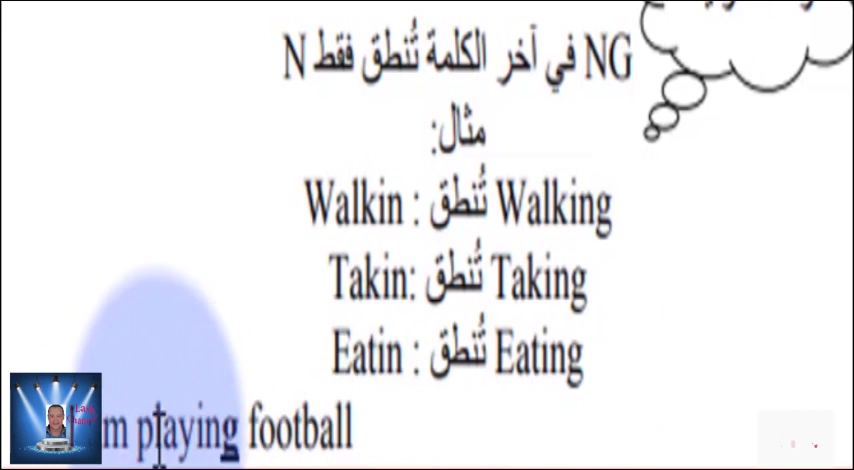 NG في آخر الكلمة تُنطق فقط N
مثال:
Walking تُنطق : Walkin
Taking تُنطق :Takin
Eating تُنطق : Eatin
m playing football